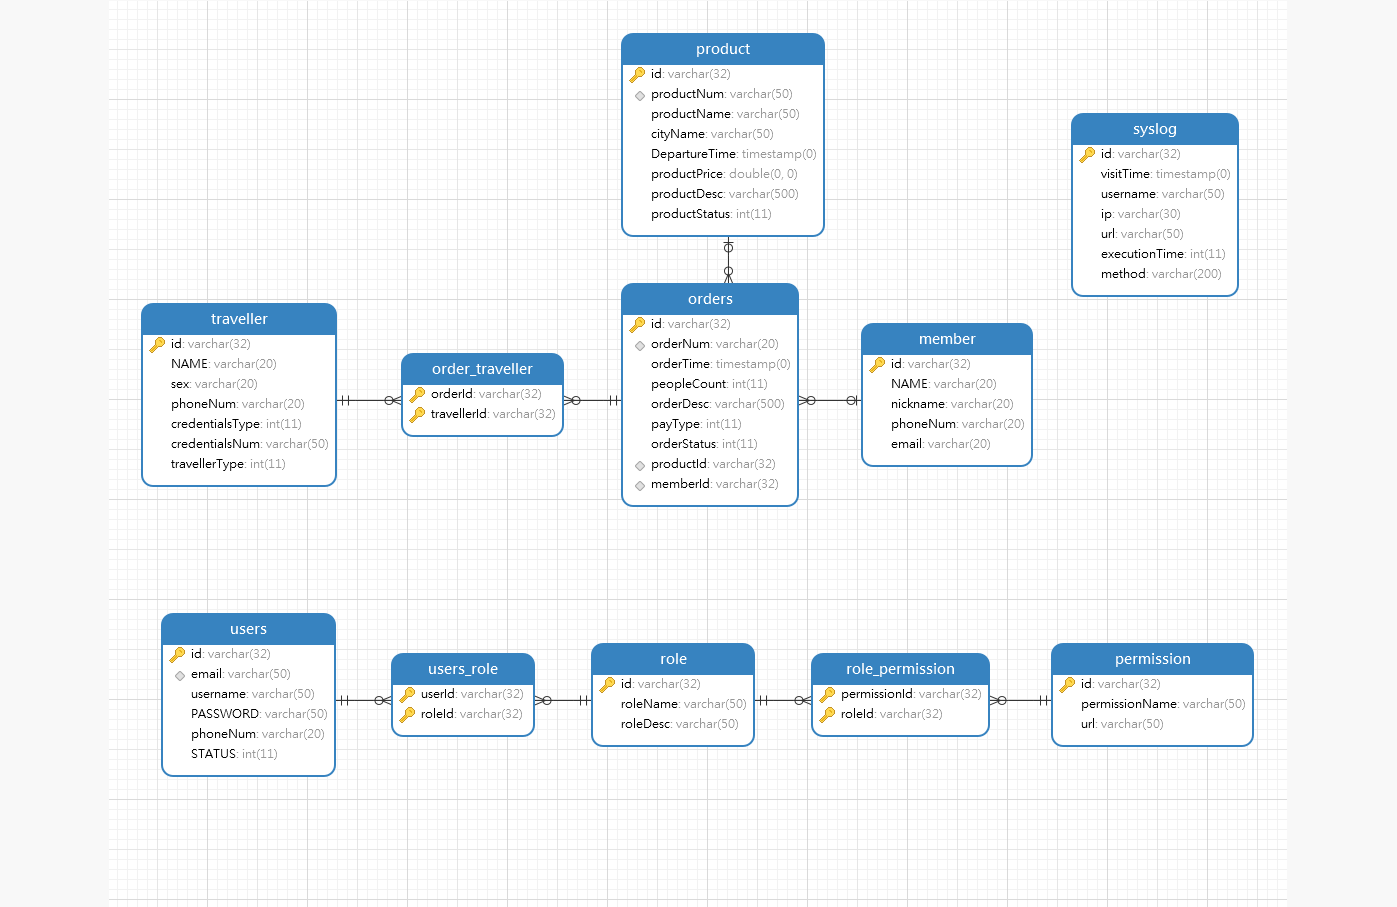 product
id: varchar(32)
productNum: varchar(50)
productName: varchar(50)
cityName: varchar(50)
DepartureTime: timestamp(0)
productPrice: double(0, 0)
productDesc: varchar(500)
productStatus: int(11)
syslog
id: varchar(32)
visitTime: timestamp(0)
username: varchar(50)
ip: varchar(30)
url: varchar(50)
executionTime: int(11)
method: varchar(200)
traveller
id: varchar(32)
NAME: varchar(20)
sex: varchar(20)
phoneNum: varchar(20)
credentialsType: int(11)
credentialsNum: varchar(50)
travellerType: int(11)
order_traveller
orderId: varchar(32)
travellerId: varchar(32)
orders
id: varchar(32)
orderNum: varchar(20)
orderTime: timestamp(0)
peopleCount: int(11)
orderDesc: varchar(500)
payType: int(11)
orderStatus: int(11)
productId: varchar(32)
memberId: varchar(32)
member
id: varchar(32)
NAME: varchar(20)
nickname: varchar(20)
phoneNum: varchar(20)
email: varchar(20)
users
id: varchar(32)
email: varchar(50)
username: varchar(50)
PASSWORD: varchar(50)
phoneNum: varchar(20)
STATUS: int(11)
users_role
userId: varchar(32)
roleId: varchar(32)
role
id: varchar(32)
roleName: varchar(50)
roleDesc: varchar(50)
role_permission
permissionId: varchar(32)
roleId: varchar(32)
permission
id: varchar(32)
permissionName: varchar(50)
url: varchar(50)